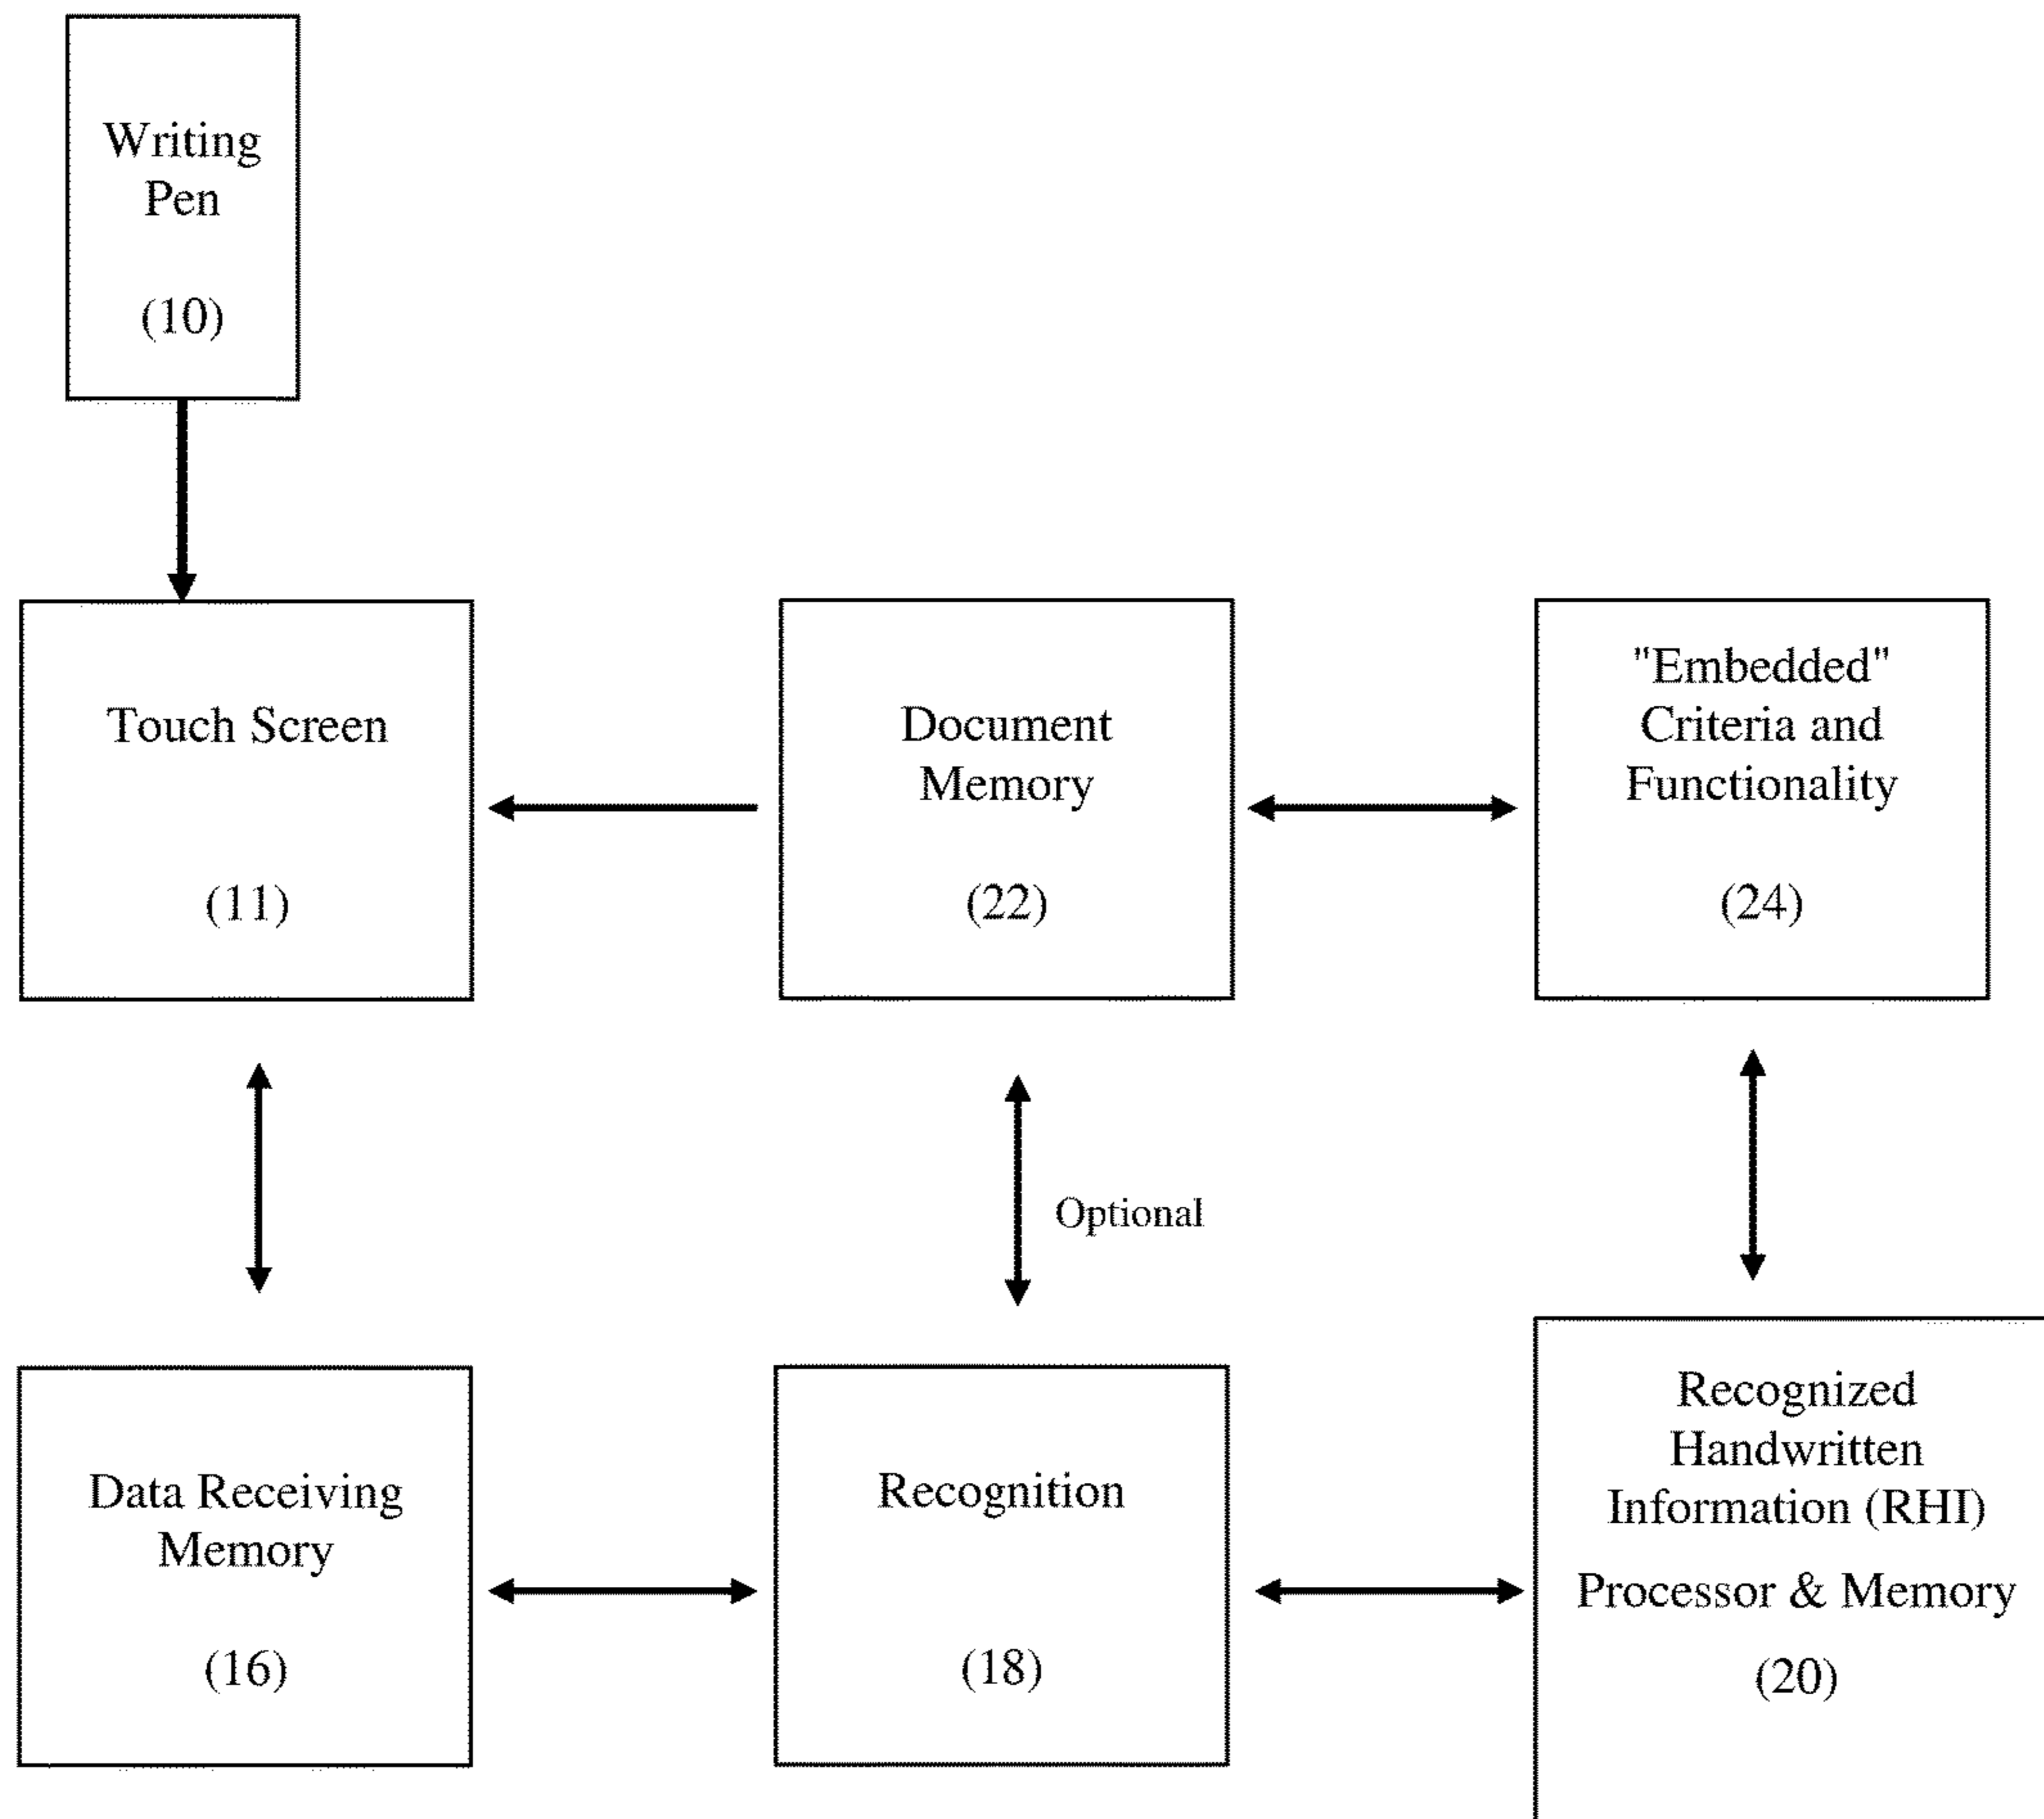 Writing
Pen
(10)
Touch Screen
(11)
Document
Memory
(22)
"Embedded"
Criteria and
Functionality
(24)
Optional
Data Receiving
Memory
(16)
Recognition
(18)
Recognized
Handwritten
Information (RHI)
Processor & Memory
(20)